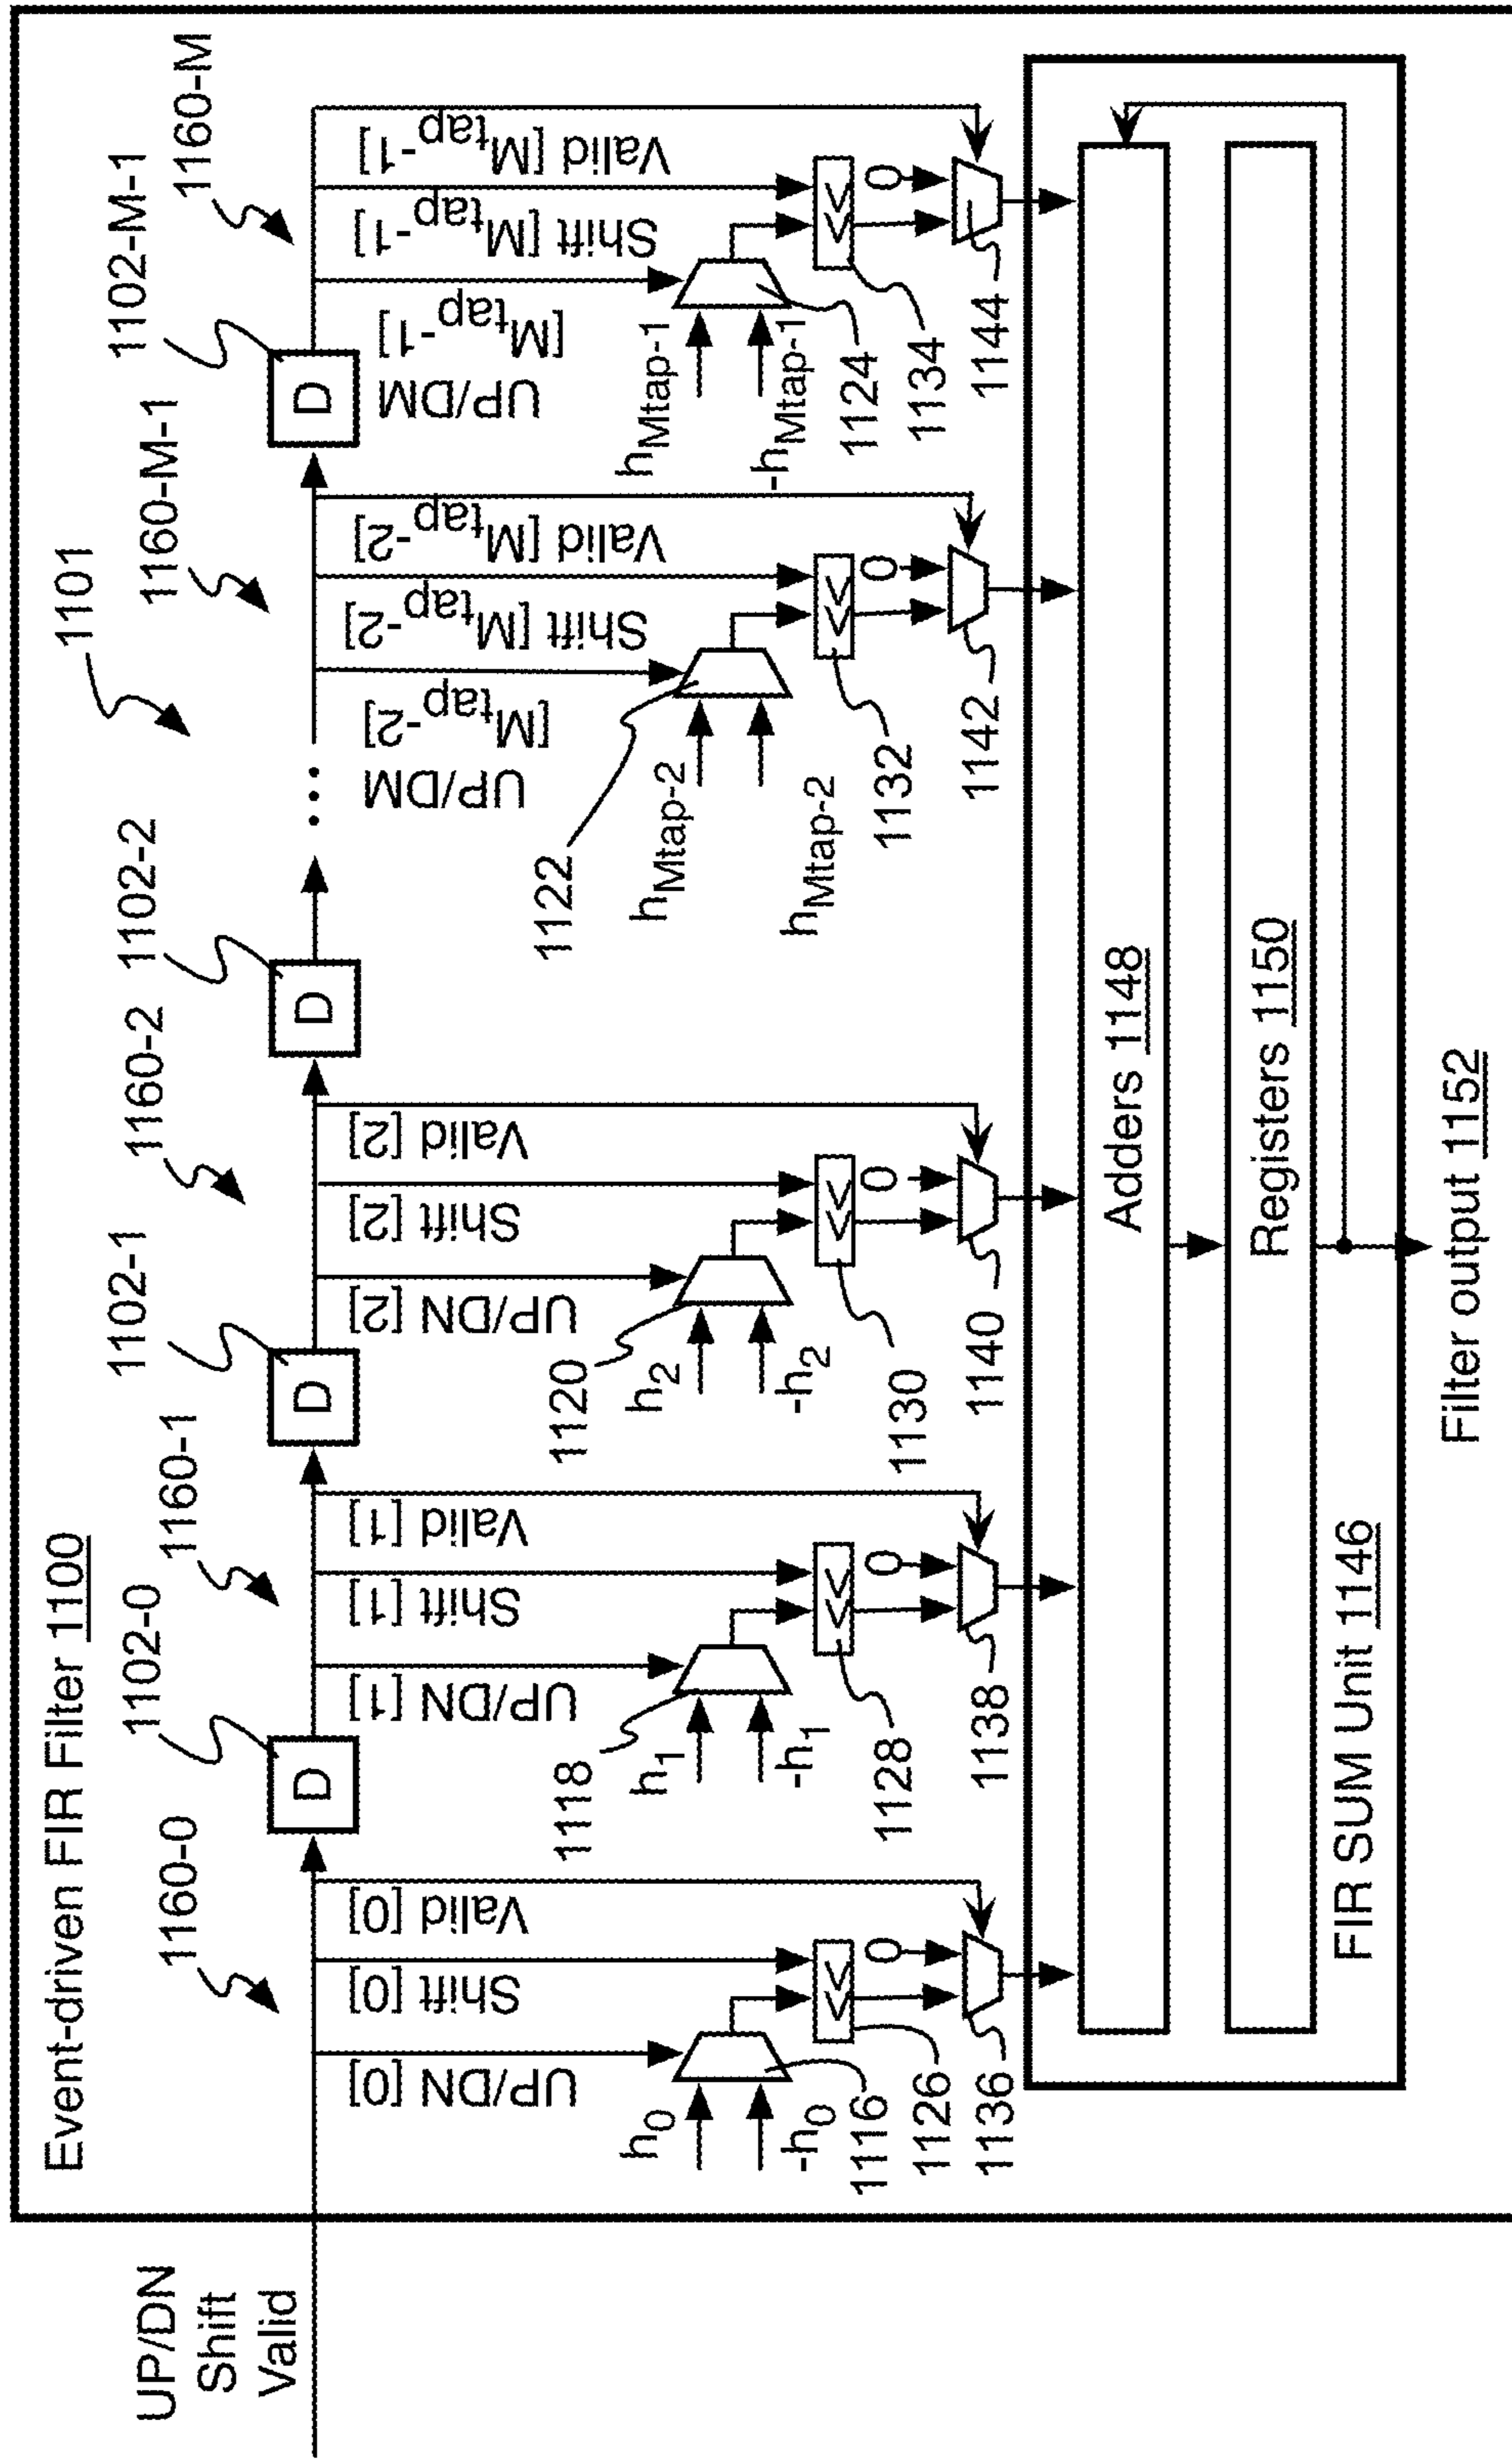 Event-driven FIR Filter 1100
1101
UP/DN
Shift
Valid
1160-0
1102-0
1160-1
1102-1
1160-2
1102-2
1160-M-1
1102-M-1
1160-M
D
D
D
...
D
UP/DN [0]
Shift [0]
Valid [0]
UP/DN [1]
Shift [1]
Valid [1]
UP/DN [2]
Shift [2]
Valid [2]
UP/DM
[Mtap-2]
Shift [Mtap-2]
Valid [Mtap-2]
UP/DM
[Mtap-1]
Shift [Mtap-1]
Valid [Mtap-1]
h0
-h0
1116
<<
1126
0
1136
1118
h1
-h1
<<
1128
0
1138
1120
h2
-h2
<<
1130
0
1140
1122
hMtap-2
hMtap-2
<<
1132
0
1142
hMtap-1
-hMtap-1
1124
<<
1134
0
1144
Adders 1148
Registers 1150
FIR SUM Unit 1146
Filter output 1152